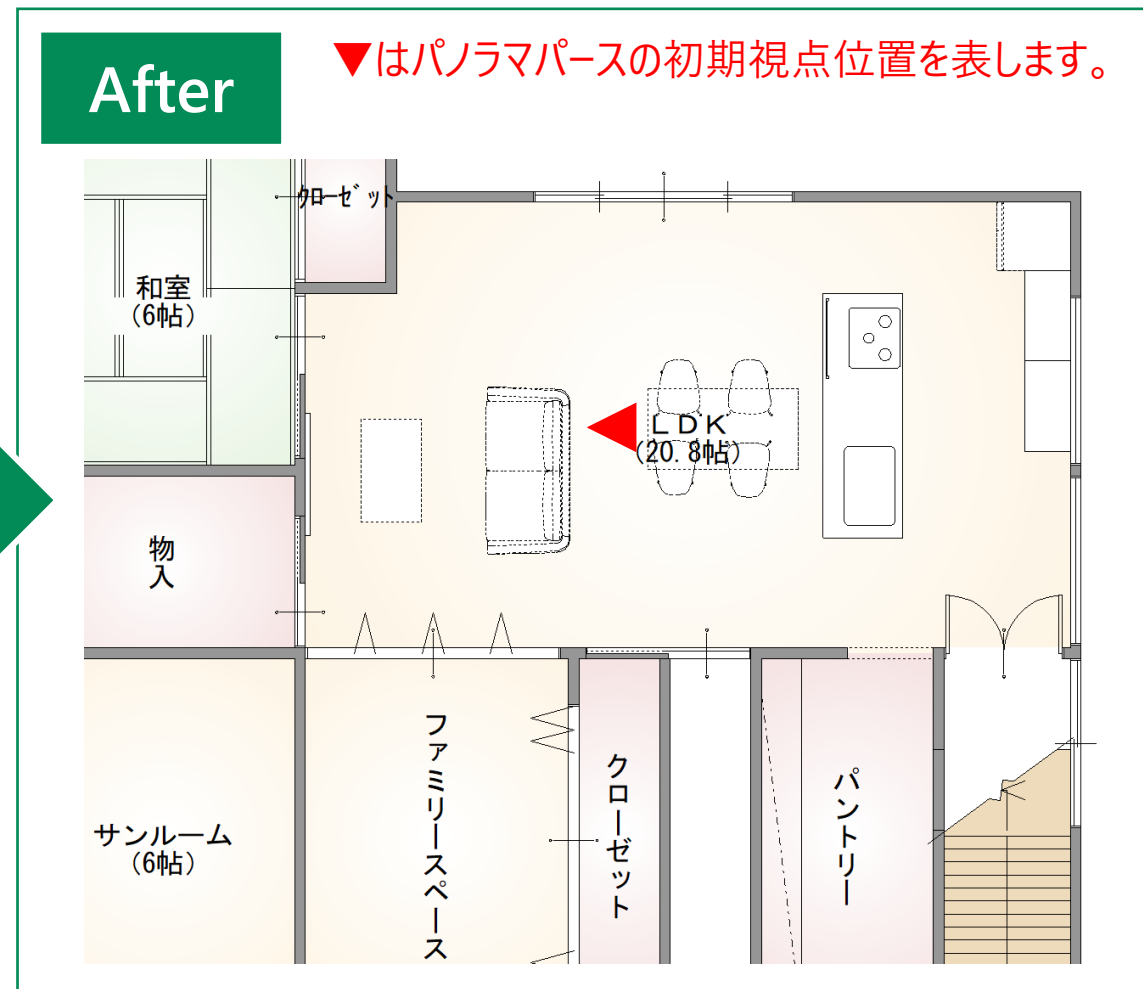 After
▼はパノラマパースの初期視点位置を表します。
クローゼット
和室
(6帖)
LDK
(20.8帖)
物入
ファミリースペース
クローゼット
パントリー
サンルーム
(6帖)